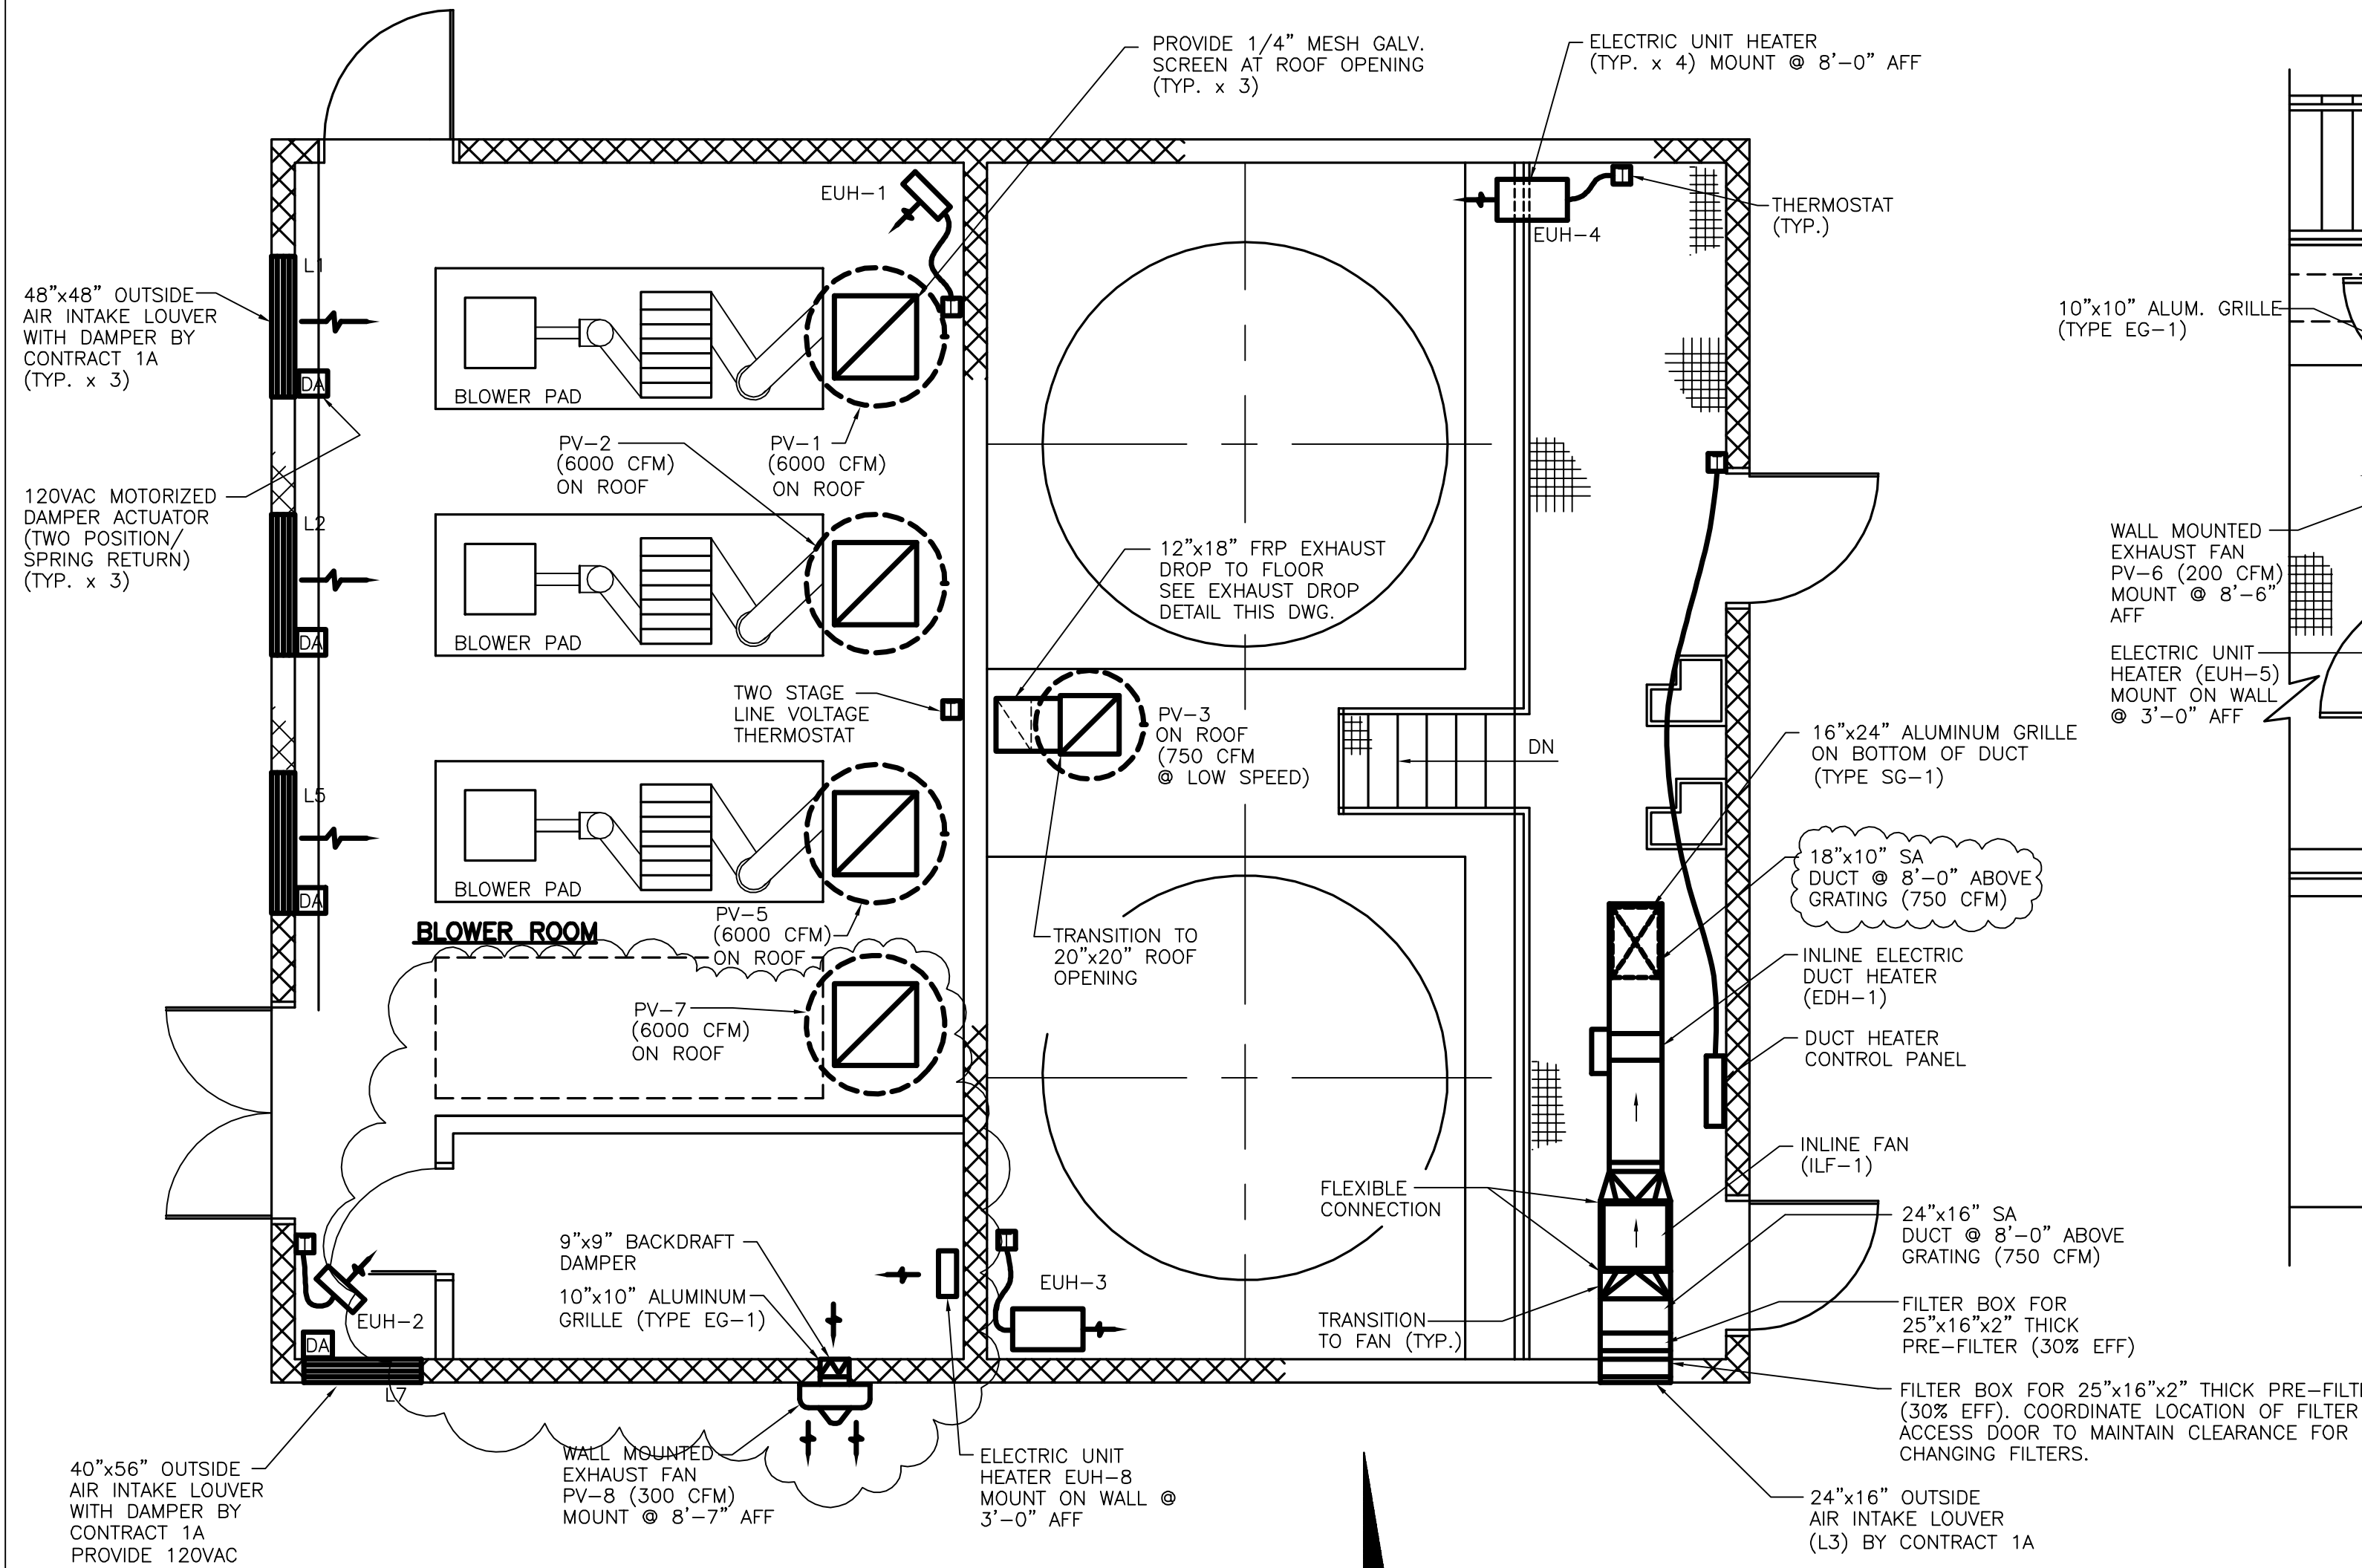 PROVIDE 1/4" MESH GALV.
SCREEN AT ROOF OPENING
(TYP. x 3)
ELECTRIC UNIT HEATER
(TYP. x 4) MOUNT @ 8'-0" AFF
EUH-1
EUH-4
THERMOSTAT
(TYP.)
L1
48"x48" OUTSIDE
AIR INTAKE LOUVER
WITH DAMPER BY
CONTRACT 1A
(TYP. x 3)
DA
BLOWER PAD
10"x10" ALUM. GRILLE
(TYPE EG-1)
PV-2
(6000 CFM)
ON ROOF
PV-1
(6000 CFM)
ON ROOF
120VAC MOTORIZED
DAMPER ACTUATOR
(TWO POSITION/
SPRING RETURN)
(TYP. x 3)
L2
DA
BLOWER PAD
12"x18" FRP EXHAUST
DROP TO FLOOR
SEE EXHAUST DROP
DETAIL THIS DWG.
WALL MOUNTED
EXHAUST FAN
PV-6 (200 CFM)
MOUNT @ 8'-6"
AFF
ELECTRIC UNIT
HEATER (EUH-5)
MOUNT ON WALL
@ 3'-0" AFF
TWO STAGE
LINE VOLTAGE
THERMOSTAT
PV-3
ON ROOF
(750 CFM
@ LOW SPEED)
DN
16"x24" ALUMINUM GRILLE
ON BOTTOM OF DUCT
(TYPE SG-1)
L5
DA
BLOWER PAD
18"x10" SA
DUCT @ 8'-0" ABOVE
GRATING (750 CFM)
BLOWER ROOM
PV-5
(6000 CFM)
ON ROOF
TRANSITION TO
20"x20" ROOF
OPENING
INLINE ELECTRIC
DUCT HEATER
(EDH-1)
PV-7
(6000 CFM)
ON ROOF
DUCT HEATER
CONTROL PANEL
INLINE FAN
(ILF-1)
FLEXIBLE
CONNECTION
24"x16" SA
DUCT @ 8'-0" ABOVE
GRATING (750 CFM)
9"x9" BACKDRAFT
DAMPER
10"x10" ALUMINUM
GRILLE (TYPE EG-1)
EUH-3
EUH-2
DA
L7
TRANSITION
TO FAN (TYP.)
FILTER BOX FOR
25"x16"x2" THICK
PRE-FILTER (30% EFF)
FILTER BOX FOR 25"x16"x2" THICK PRE-FILT
(30% EFF). COORDINATE LOCATION OF FILTER
ACCESS DOOR TO MAINTAIN CLEARANCE FOR
CHANGING FILTERS.
40"x56" OUTSIDE
AIR INTAKE LOUVER
WITH DAMPER BY
CONTRACT 1A
PROVIDE 120VAC
WALL MOUNTED
EXHAUST FAN
PV-8 (300 CFM)
MOUNT @ 8'-7" AFF
ELECTRIC UNIT
HEATER EUH-8
MOUNT ON WALL @
3'-0" AFF
24"x16" OUTSIDE
AIR INTAKE LOUVER
(L3) BY CONTRACT 1A